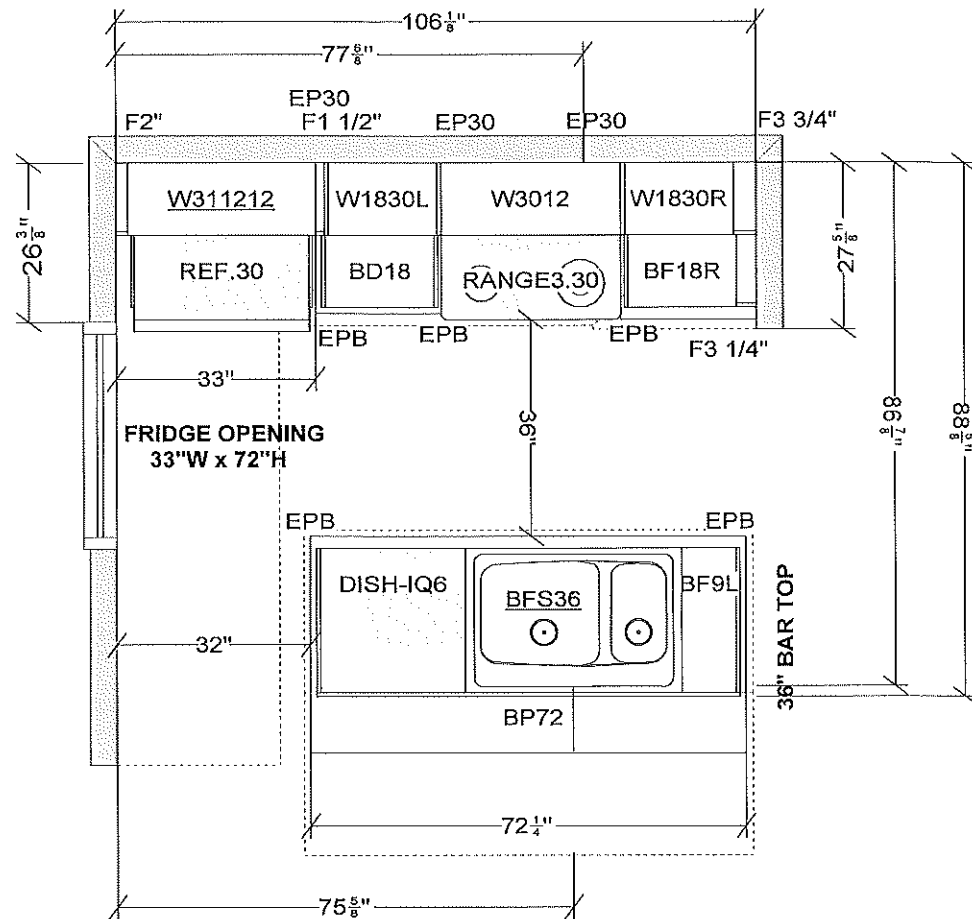 106 1/8"
77 6/8"
EP30
F2" F1 1/2" EP30 EP30 F3 3/4"
W311212 W1830L W3012 W1830R
26 3/8"
27 5/8"
REF.30 BD18 RANGE3.30 BF18R
EPB EPB EPB
F3 1/4"
33"
36"
86 7/8"
88 5/8"
FRIDGE OPENING
33"W x 72"H
EPB EPB
DISH-IQ6 BFS36 BF9L
32"
36" BAR TOP
BP72
72 1/4"
75 5/8"